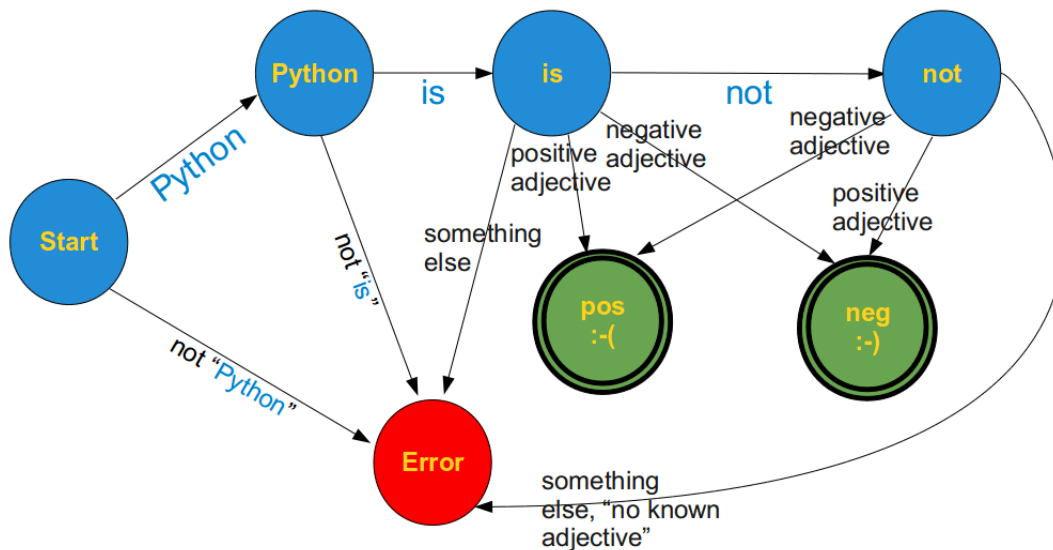 Python
is
is
not
not
Python
Start
positive
adjective
negative
adjective
negative
adjective
positive
adjective
something
else
not “is”
not “Python”
pos
:-(
neg
:-)
Error
something
else, “no known
adjective”